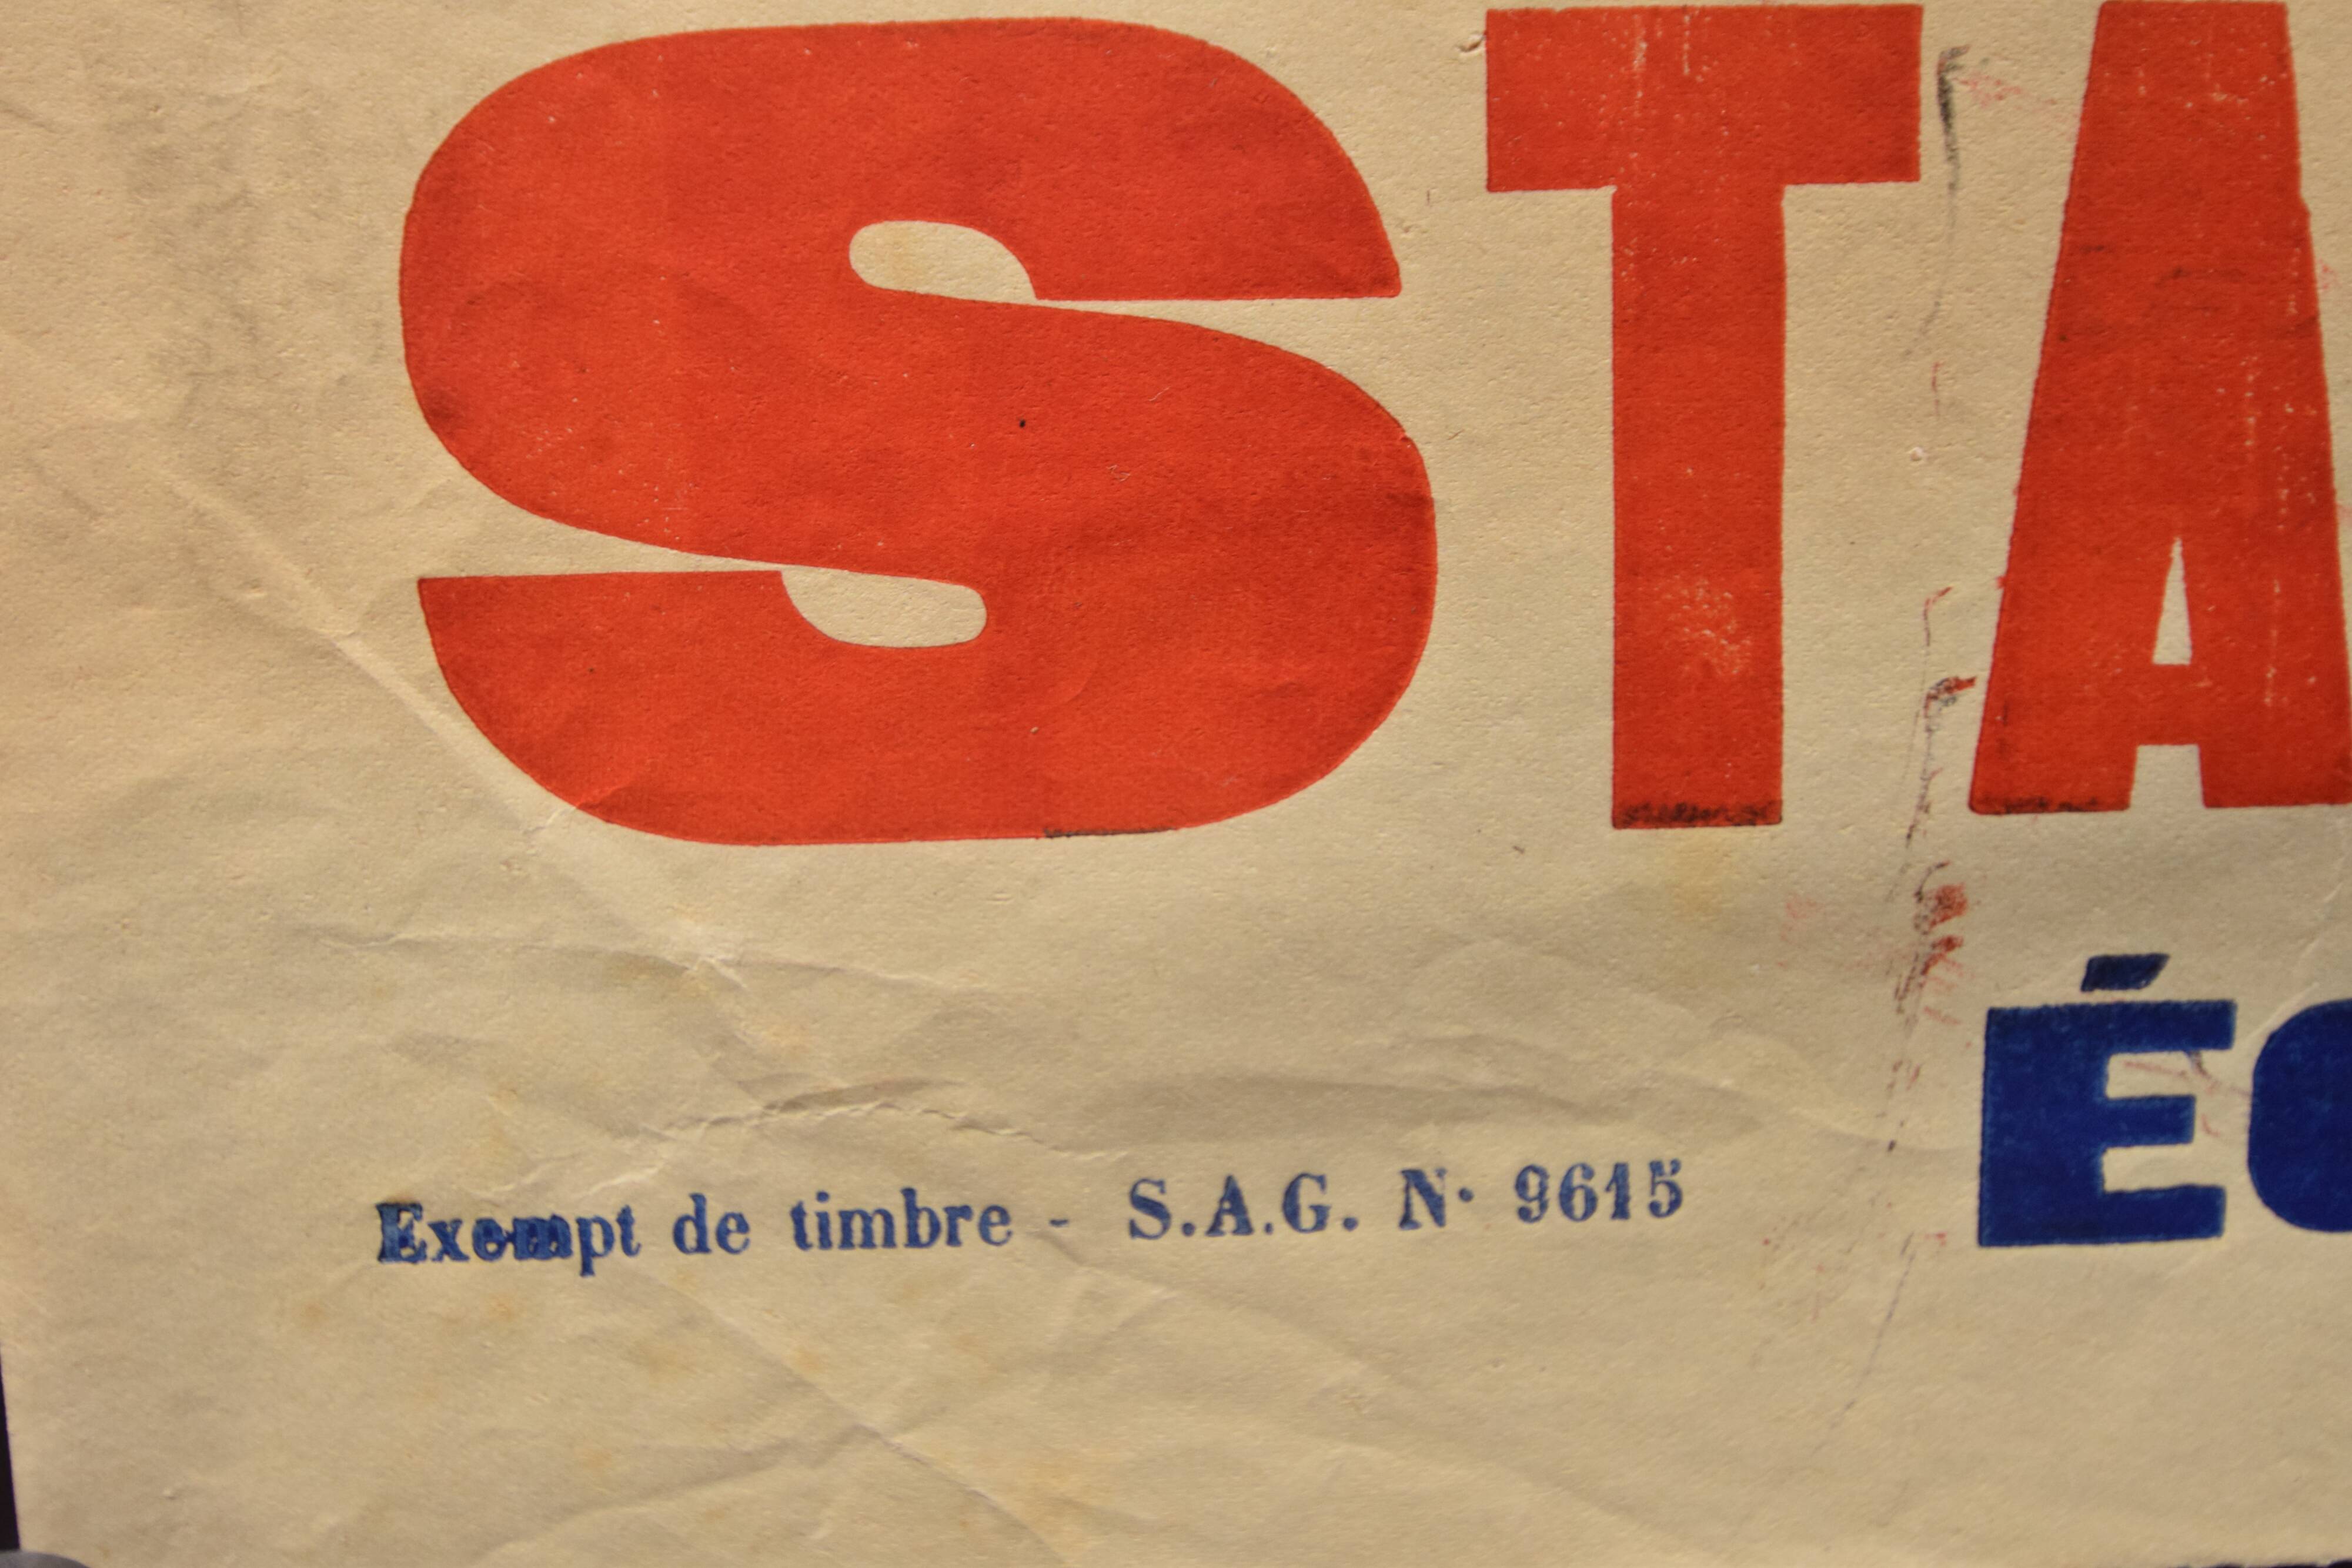 STA
ÉC
Exempt de timbre - S.A.G. N· 9615